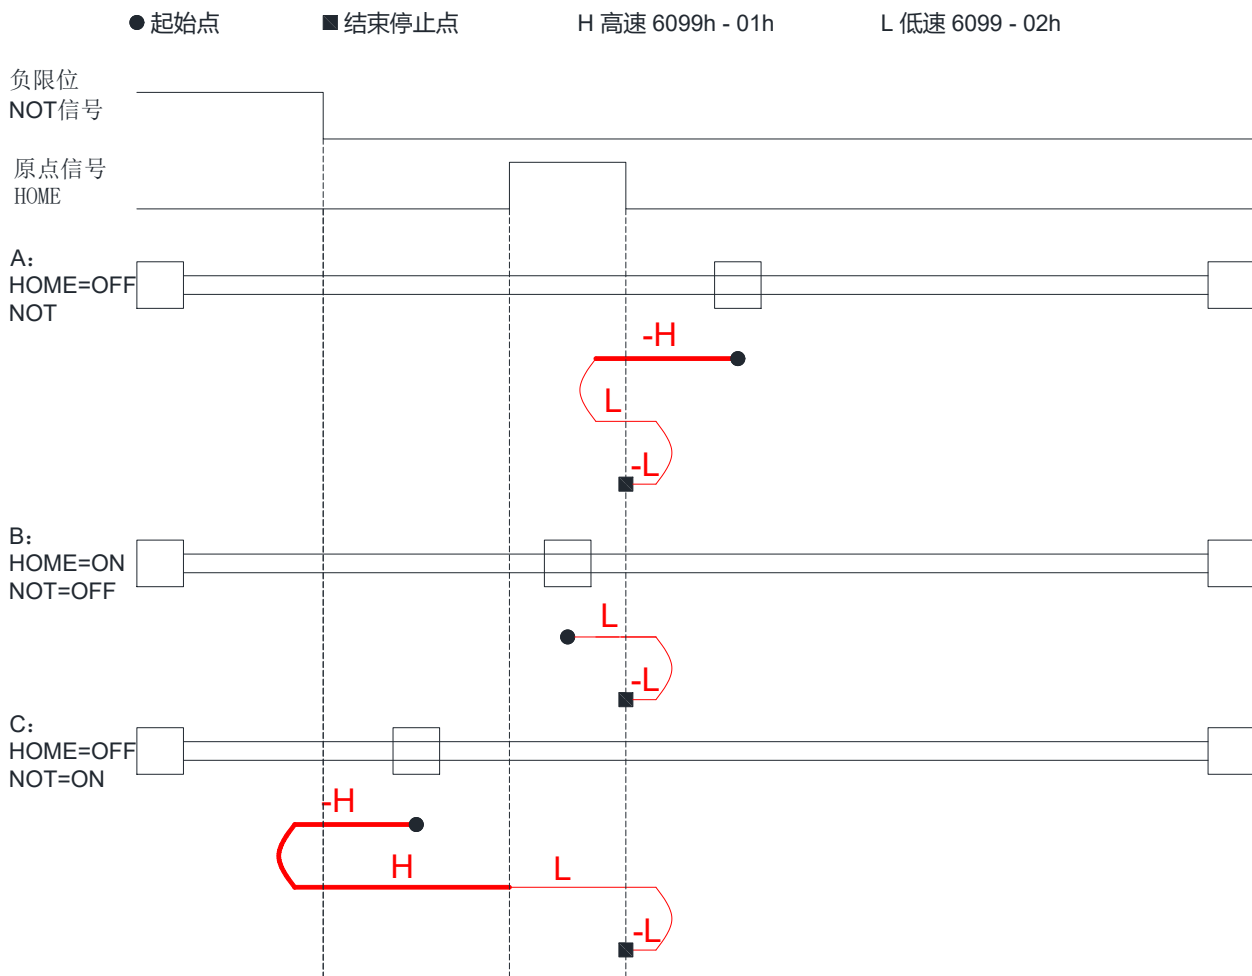 ● 起始点 ■ 结束停止点 H 高速 6099h - 01h L 低速 6099 - 02h
负限位
NOT信号
原点信号
HOME
A：
HOME=OFF
NOT
-H
L
-L
B：
HOME=ON
NOT=OFF
L
-L
C：
HOME=OFF
NOT=ON
-H
H L
-L